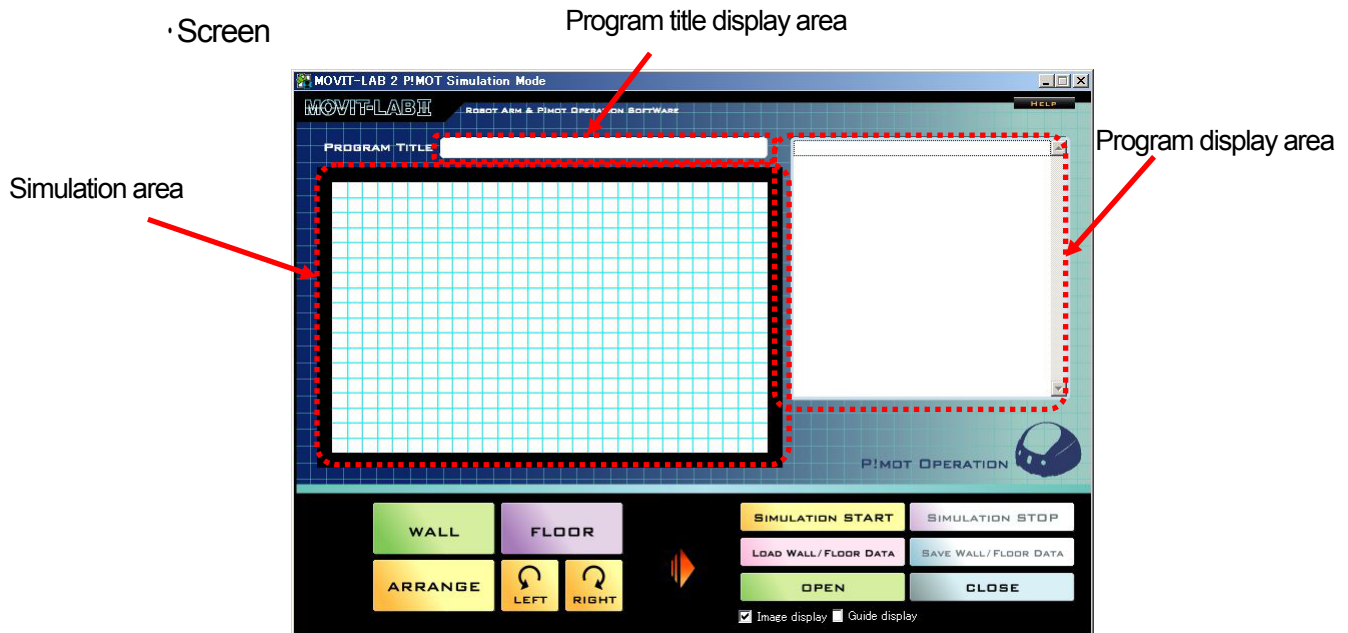 Program title display area
·Screen
MOVIT-LAB 2 P!MOT Simulation Mode
MOVIT-LAB II ROBOT ARM & P!MOT OPERATION SOFTWARE HELP
PROGRAM TITLE
Program display area
Simulation area
P!MOT OPERATION
WALL FLOOR SIMULATION START SIMULATION STOP
LOAD WALL/FLOOR DATA SAVE WALL/FLOOR DATA
ARRANGE LEFT RIGHT OPEN CLOSE
Image display Guide display